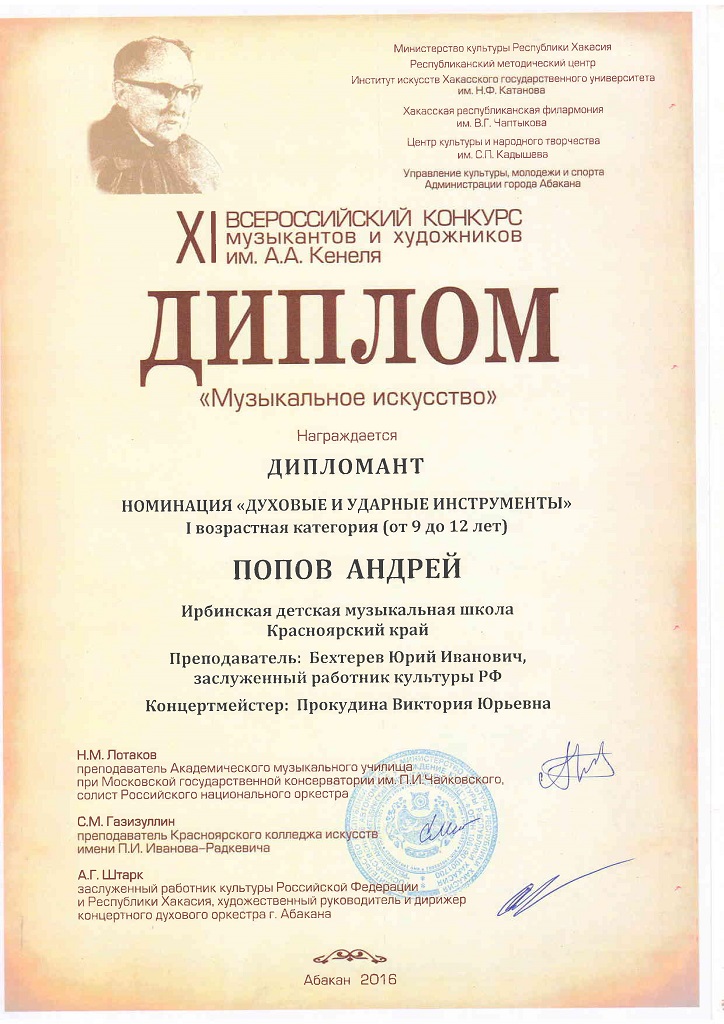 Министерство культуры Республики Хакасия
Республиканский методический центр
Институт искусств Хакасского государственного университета
им. Н.Ф. Катанова
Хакасская республиканская филармония
им. В.Г. Чаптыкова
Центр культуры и народного творчества
им. С.П. Кадышева
Управление культуры, молодежи и спорта
Администрации города Абакана
XI ВСЕРОССИЙСКИЙ КОНКУРС
музыкантов и художников
им. А.А. Кенеля
ДИПЛОМ
«Музыкальное искусство»
Награждается
ДИПЛОМАНТ
НОМИНАЦИЯ «ДУХОВЫЕ И УДАРНЫЕ ИНСТРУМЕНТЫ»
I возрастная категория (от 9 до 12 лет)
ПОПОВ АНДРЕЙ
Ирбинская детская музыкальная школа
Красноярский край
Преподаватель: Бехтерев Юрий Иванович,
заслуженный работник культуры РФ
Концертмейстер: Прокудина Виктория Юрьевна
Н.М. Лотаков
преподаватель Академического музыкального училища
при Московской государственной консерватории им. П.И.Чайковского,
солист Российского национального оркестра
С.М. Газизуллин
преподаватель Красноярского колледжа искусств
имени П.И. Иванова–Радкевича
А.Г. Штарк
заслуженный работник культуры Российской Федерации
и Республики Хакасия, художественный руководитель и дирижер
концертного духового оркестра г. Абакана
Абакан 2016